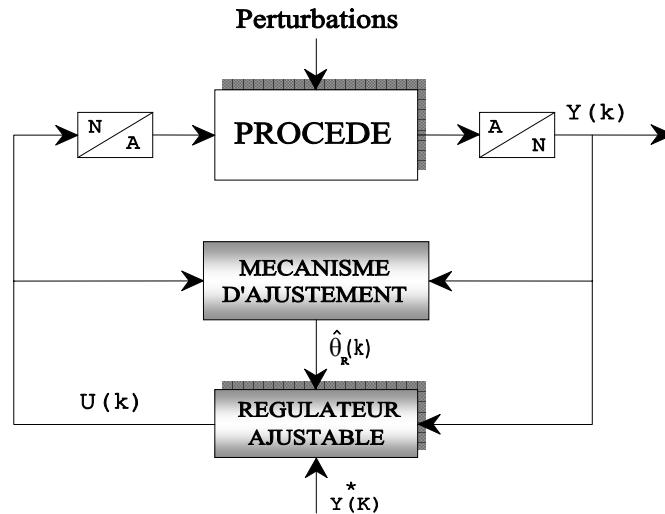 Perturbations
N
A
PROCEDE
A
N
Y(k)
MECANISME
D'AJUSTEMENT
θ̂R(k)
U(k)
REGULATEUR
AJUSTABLE
*
Y(K)